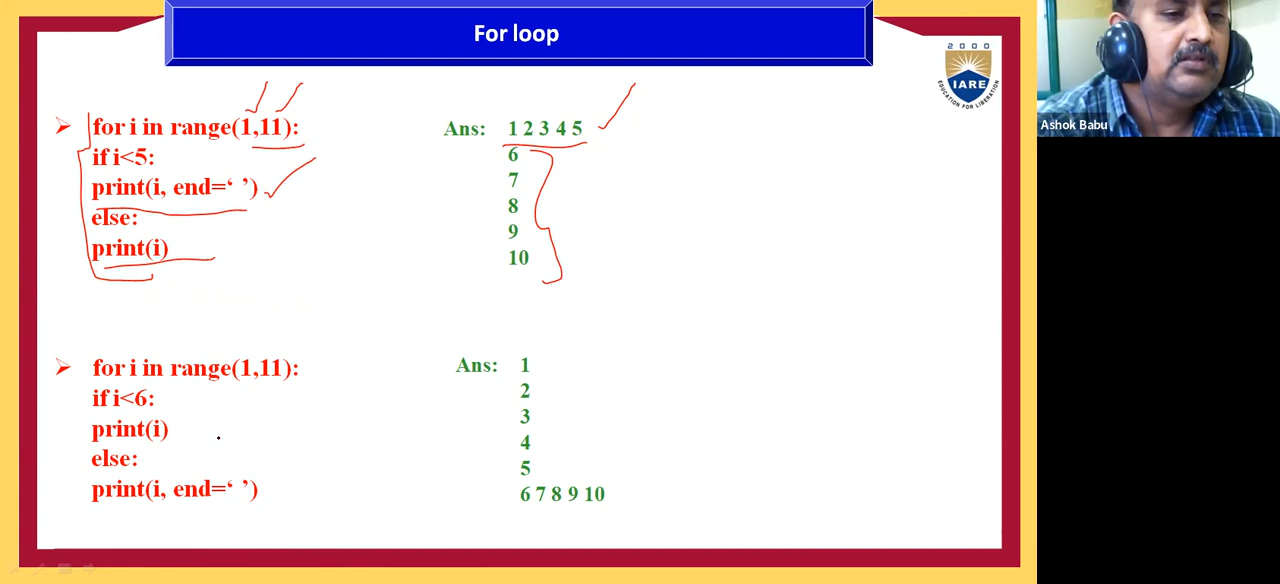 For loop
2000
IARE
EDUCATION FOR LIBERATION
Ashok Babu
➢ for i in range(1,11):
if i<5:
print(i, end=‘ ’)
else:
print(i)
Ans: 1 2 3 4 5
6
7
8
9
10
➢ for i in range(1,11):
if i<6:
print(i)
else:
print(i, end=‘ ’)
Ans: 1
2
3
4
5
6 7 8 9 10